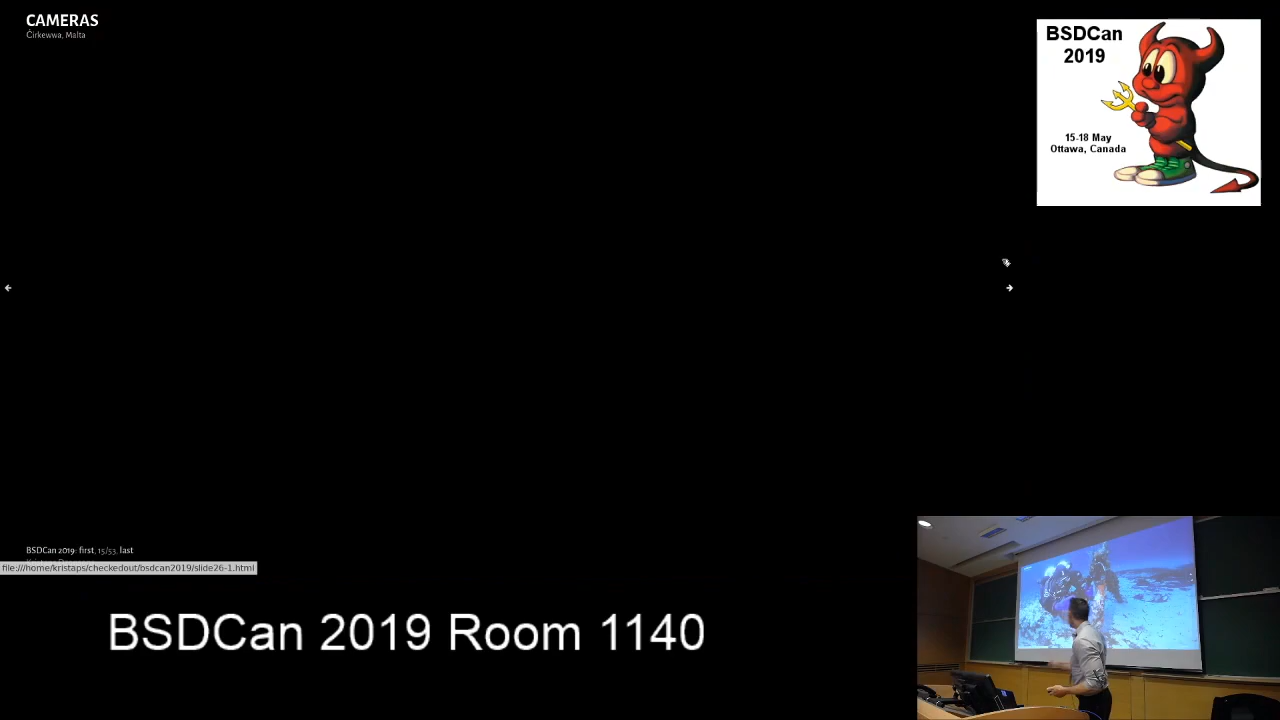 CAMERAS
Ċirkewwa, Malta
BSDCan
2019
15-18 May
Ottawa, Canada
BSDCan 2019: first, 15/53, last
file:///home/kristaps/checkedout/bsdcan2019/slide26-1.html
BSDCan 2019 Room 1140